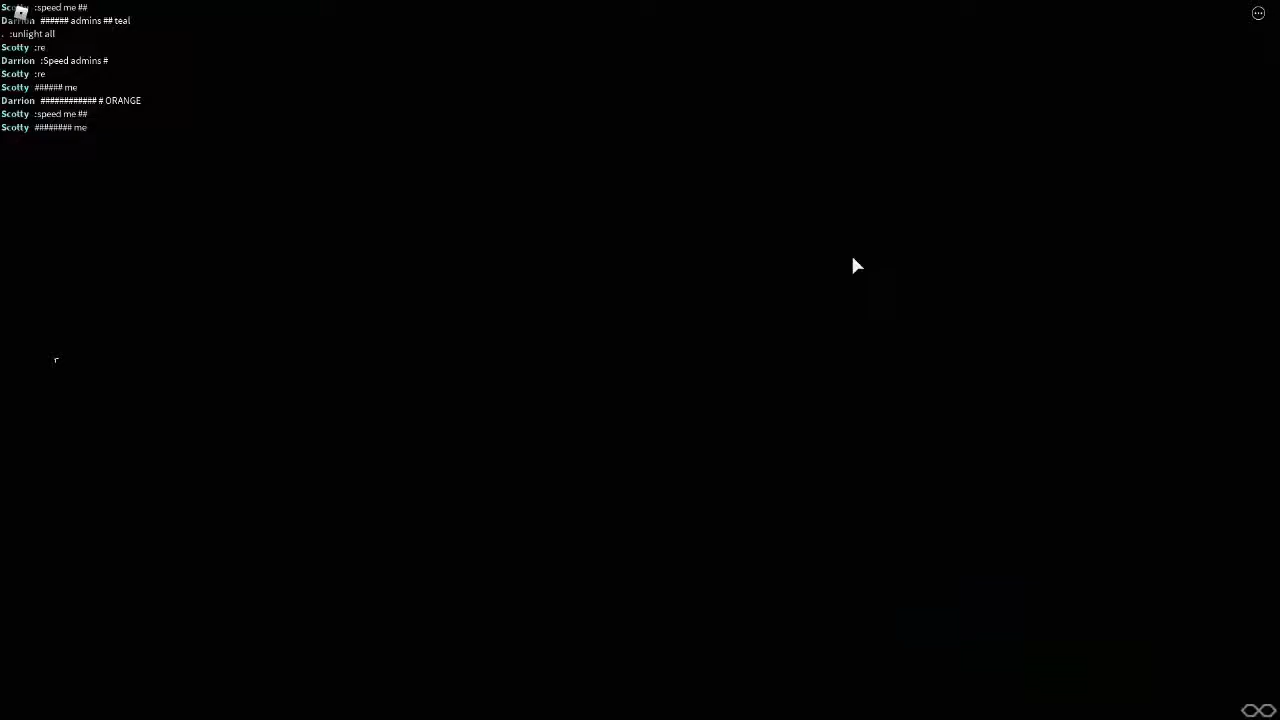 Scotty :speed me ##
Darrion ###### admins ## teal
. :unlight all
Scotty :re
Darrion :Speed admins #
Scotty :re
Scotty ###### me
Darrion ############ # ORANGE
Scotty :speed me ##
Scotty ######## me